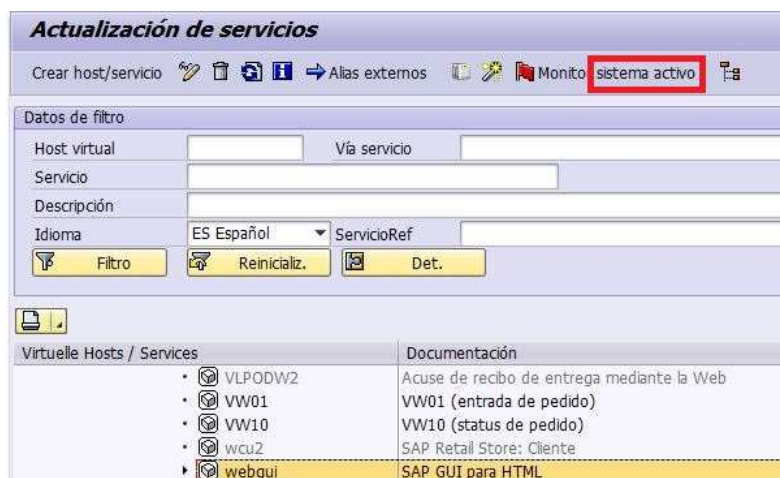 Actualización de servicios
Crear host/servicio Alias externos Monito sistema activo
Datos de filtro
Host virtual Vía servicio
Servicio
Descripción
Idioma ES Español ServicioRef
Filtro Reinicializ. Det.
Virtuelle Hosts / Services Documentación
VLPODW2 Acuse de recibo de entrega mediante la Web
VW01 VW01 (entrada de pedido)
VW10 VW10 (status de pedido)
wcu2 SAP Retail Store: Cliente
webgui SAP GUI para HTML